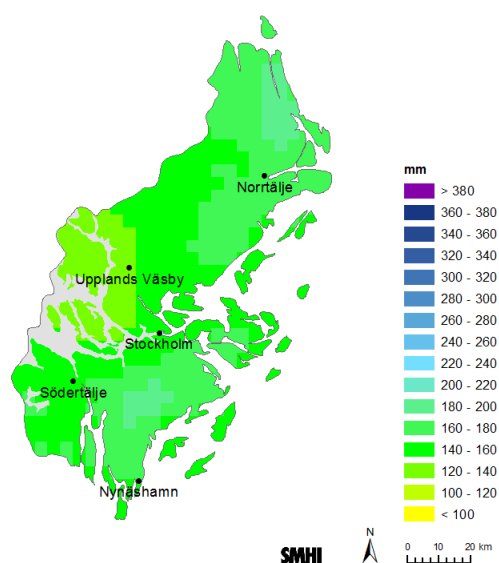 Norrtälje
Upplands Väsby
Stockholm
Södertälje
Nynäshamn
mm
> 380
360 - 380
340 - 360
320 - 340
300 - 320
280 - 300
260 - 280
240 - 260
220 - 240
200 - 220
180 - 200
160 - 180
140 - 160
120 - 140
100 - 120
< 100
SMHI
N
0 10 20 km